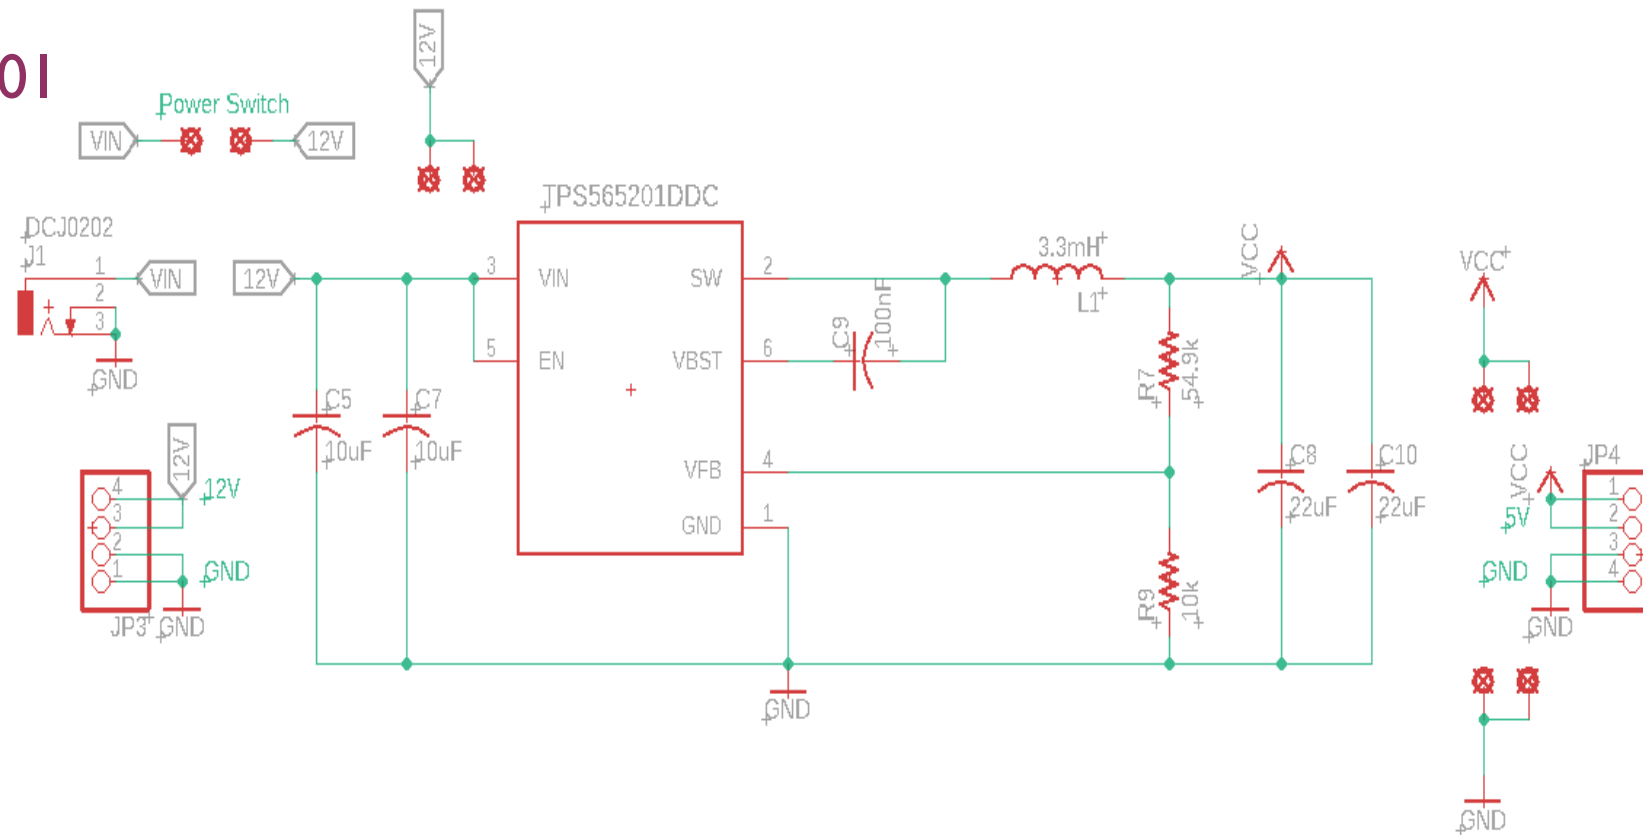 01
12V
Power Switch
VIN
12V
TPS565201DDC
DCJ0202
J1
1
2
3
VIN
GND
12V
3
VIN
5
EN
SW
2
VBST
6
VFB
4
GND
1
C9
100nF
3.3mH
L1
VCC
R7
54.9k
R9
10k
C5
10uF
C7
10uF
C8
22uF
C10
22uF
GND
12V
4
3
2
1
12V
GND
JP3
GND
VCC
JP4
VCC
1
2
3
4
5V
GND
GND
GND